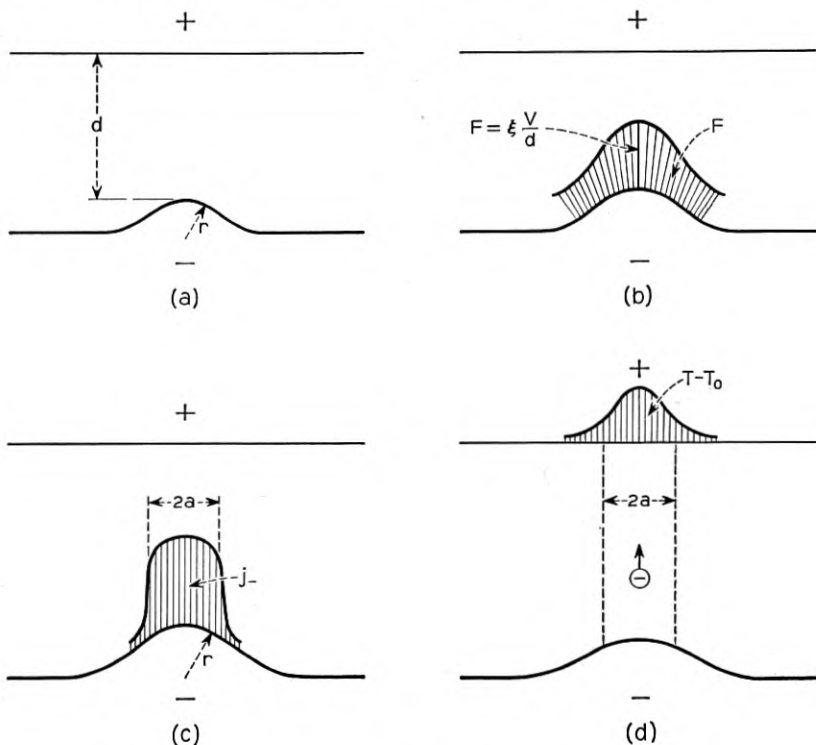 +
d
r
−
(a)
+
F = ξ V/d
F
−
(b)
+
2a
j−
r
−
(c)
+
T−T₀
2a
−
−
(d)